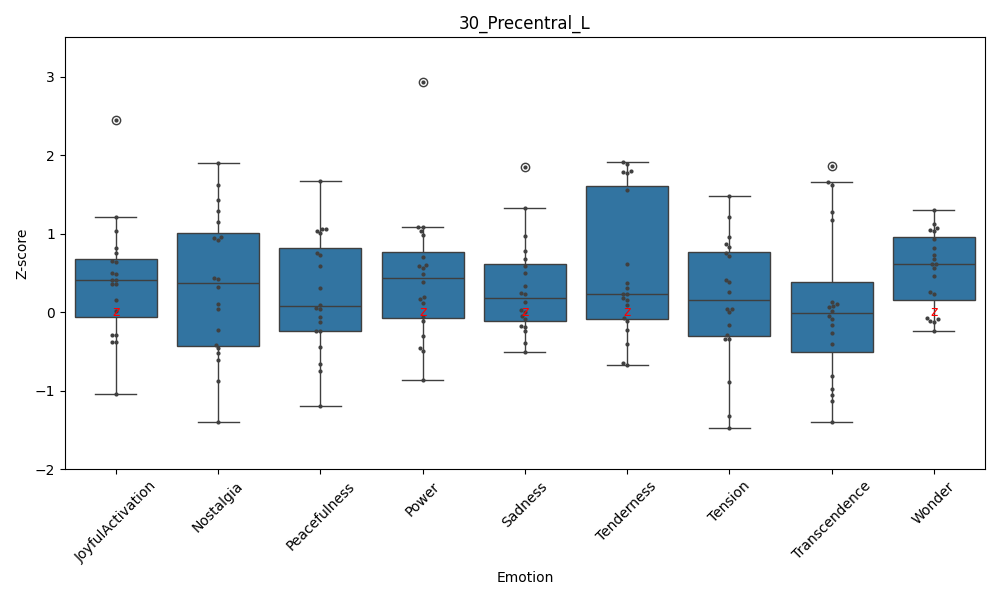 30_Precentral_L
Z-score
3
2
1
0
−1
−2
z z z z z z
JoyfulActivation Nostalgia Peacefulness Power Sadness Tenderness Tension Transcendence Wonder
Emotion